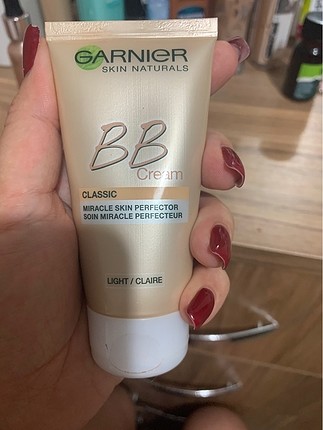 GARNIER
SKIN NATURALS
BB
Cream
CLASSIC
MIRACLE SKIN PERFECTOR
SOIN MIRACLE PERFECTEUR
LIGHT / CLAIRE